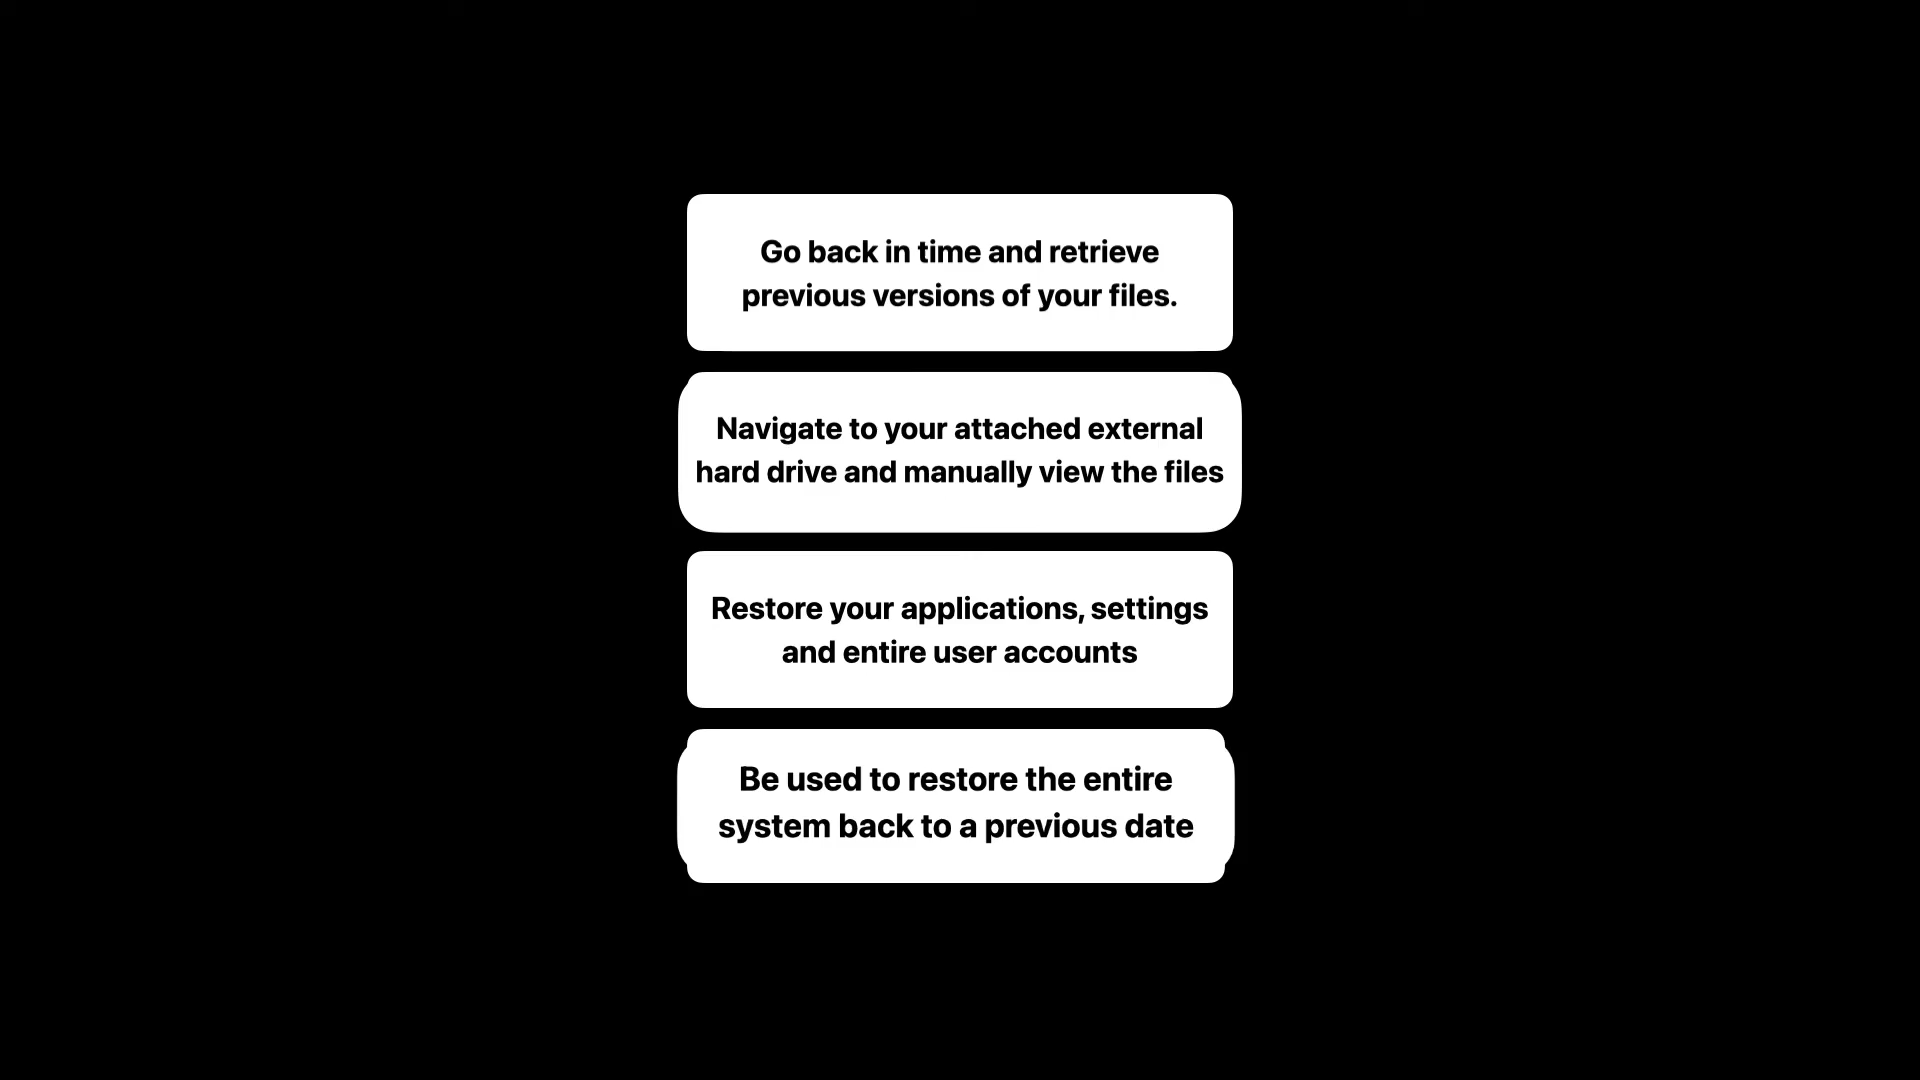 Go back in time and retrieve
previous versions of your files.
Navigate to your attached external
hard drive and manually view the files
Restore your applications, settings
and entire user accounts
Be used to restore the entire
system back to a previous date